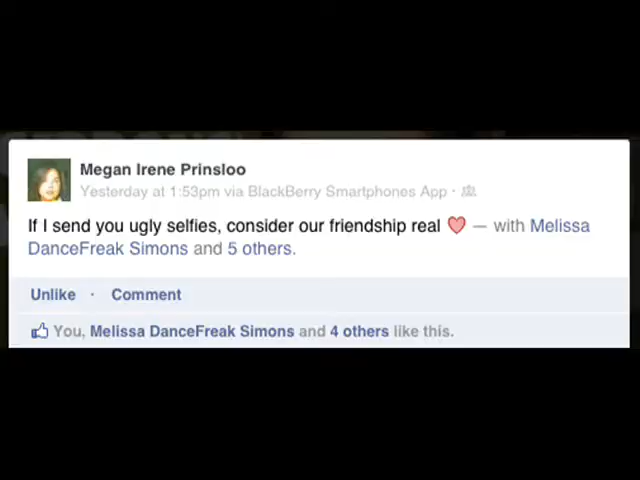 Megan Irene Prinsloo
Yesterday at 1:53pm via BlackBerry Smartphones App ·
If I send you ugly selfies, consider our friendship real ❤ — with Melissa
DanceFreak Simons and 5 others.
Unlike · Comment
You, Melissa DanceFreak Simons and 4 others like this.